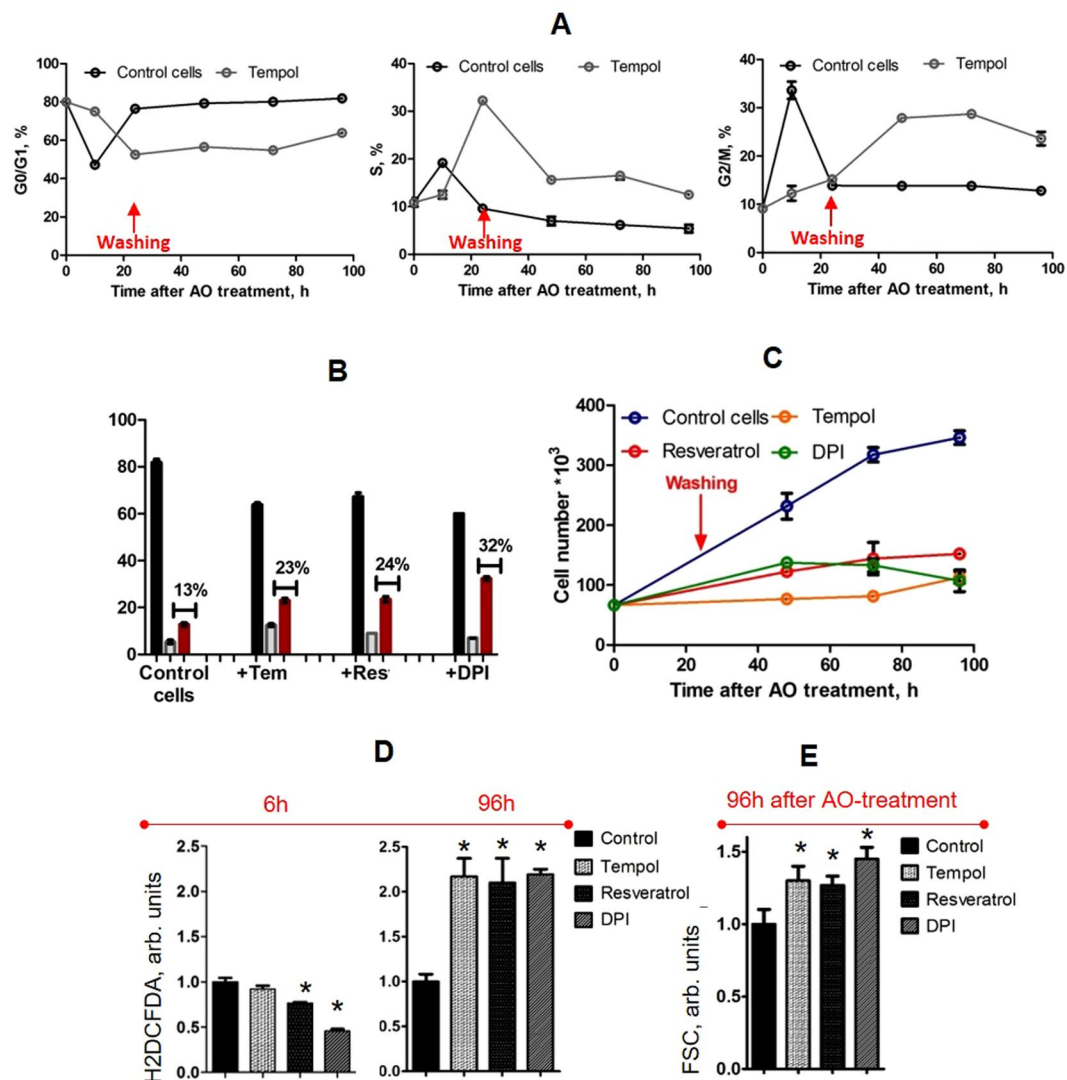 A
Control cells Tempol
G0/G1, %
100
80
60
40
20
0
Washing
0 20 40 60 80 100
Time after AO treatment, h
Control cells Tempol
S, %
40
30
20
10
0
Washing
0 20 40 60 80 100
Time after AO treatment, h
Control cells Tempol
G2/M, %
40
30
20
10
0
Washing
0 20 40 60 80 100
Time after AO treatment, h
B
100
80
60
40
20
0
13% 23% 24% 32%
Control cells +Tem +Res +DPI
C
Control cells Tempol
Resveratrol DPI
Washing
Cell number *10³
400
300
200
100
0
0 20 40 60 80 100
Time after AO treatment, h
D
6h 96h
H2DCFDA, arb. units
2.5
2.0
1.5
1.0
0.5
0.0
* *
2.5
2.0
1.5
1.0
0.5
0.0
* * *
Control
Tempol
Resveratrol
DPI
E
96h after AO-treatment
FSC, arb. units
1.5
1.0
0.5
0.0
* * *
Control
Tempol
Resveratrol
DPI